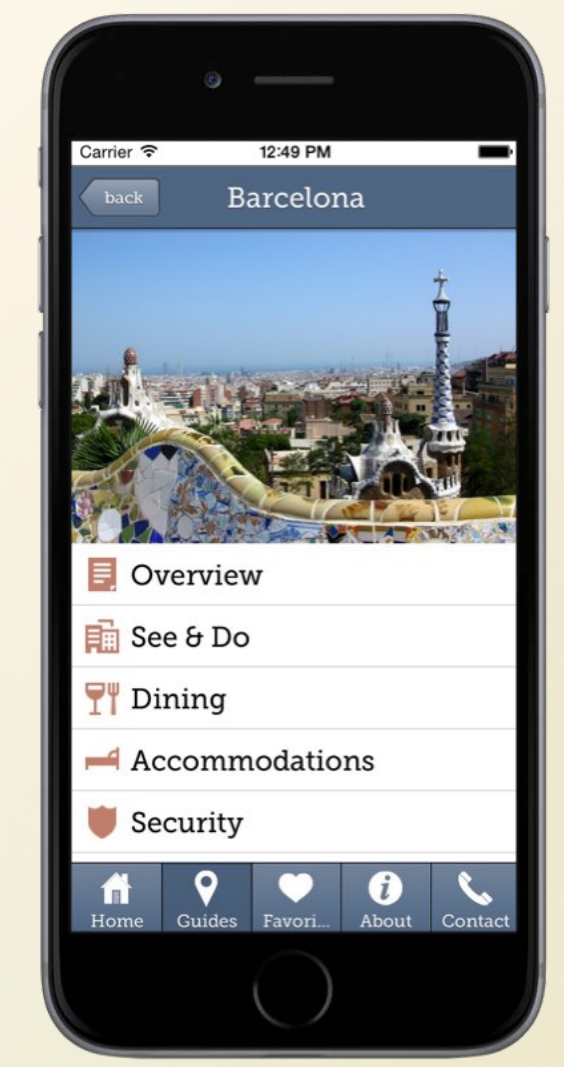 Carrier 12:49 PM
back Barcelona
Overview
See & Do
Dining
Accommodations
Security
Home Guides Favori... About Contact